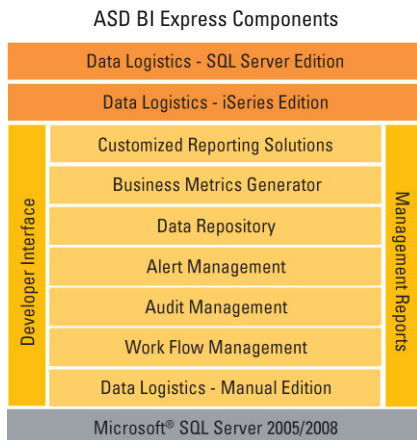 ASD BI Express Components
Data Logistics - SQL Server Edition
Data Logistics - iSeries Edition
Developer Interface
Customized Reporting Solutions
Business Metrics Generator
Data Repository
Alert Management
Audit Management
Work Flow Management
Data Logistics - Manual Edition
Management Reports
Microsoft® SQL Server 2005/2008